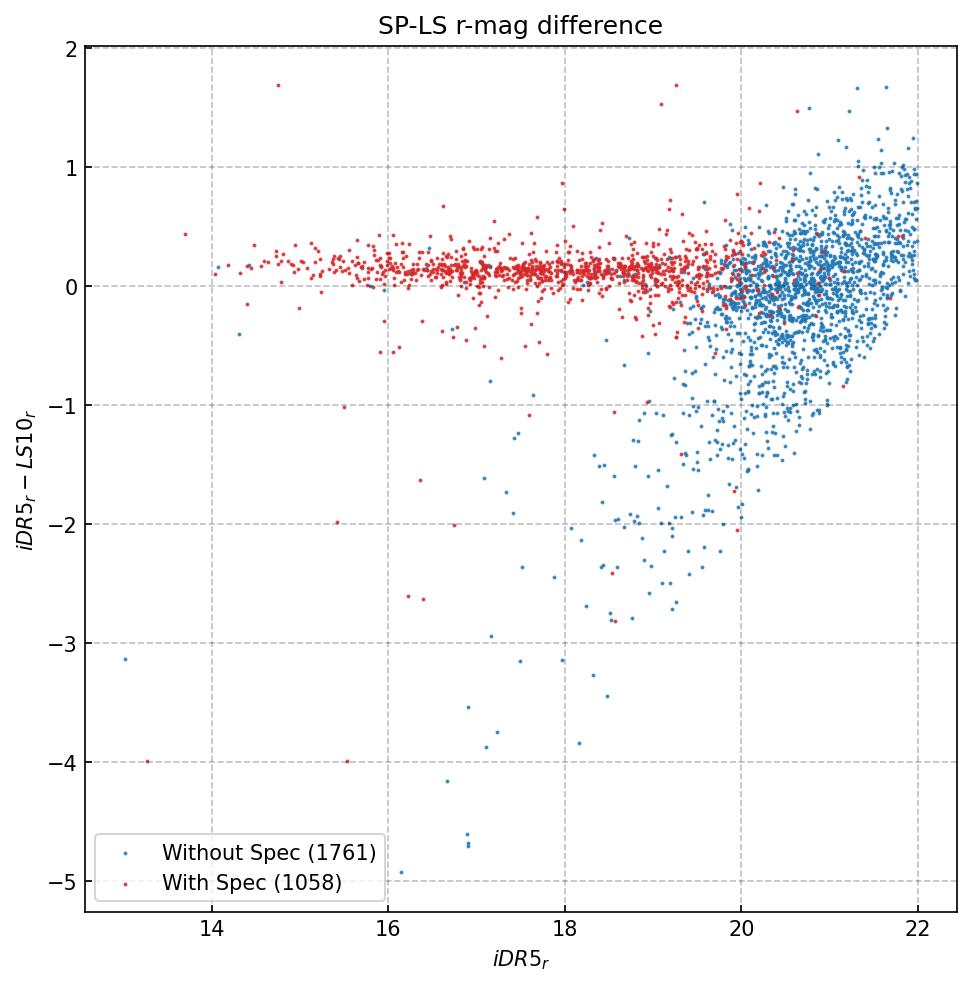 SP-LS r-mag difference
2
1
0
−1
−2
−3
−4
−5
iDR5r − LS10r
Without Spec (1761)
With Spec (1058)
14 16 18 20 22
iDR5r